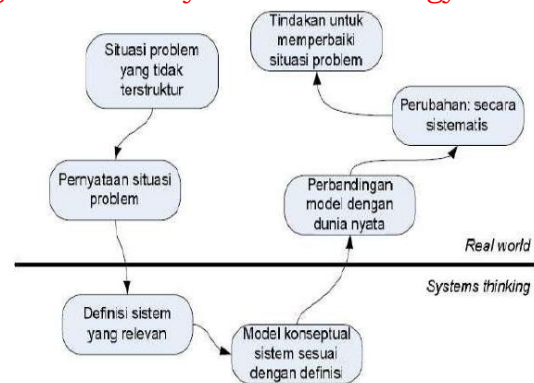 Situasi problem
yang tidak
terstruktur
Pernyataan situasi
problem
Definisi sistem
yang relevan
Model konseptual
sistem sesuai
dengan definisi
Perbandingan
model dengan
dunia nyata
Perubahan: secara
sistematis
Tindakan untuk
memperbaiki
situasi problem
Real world
Systems thinking